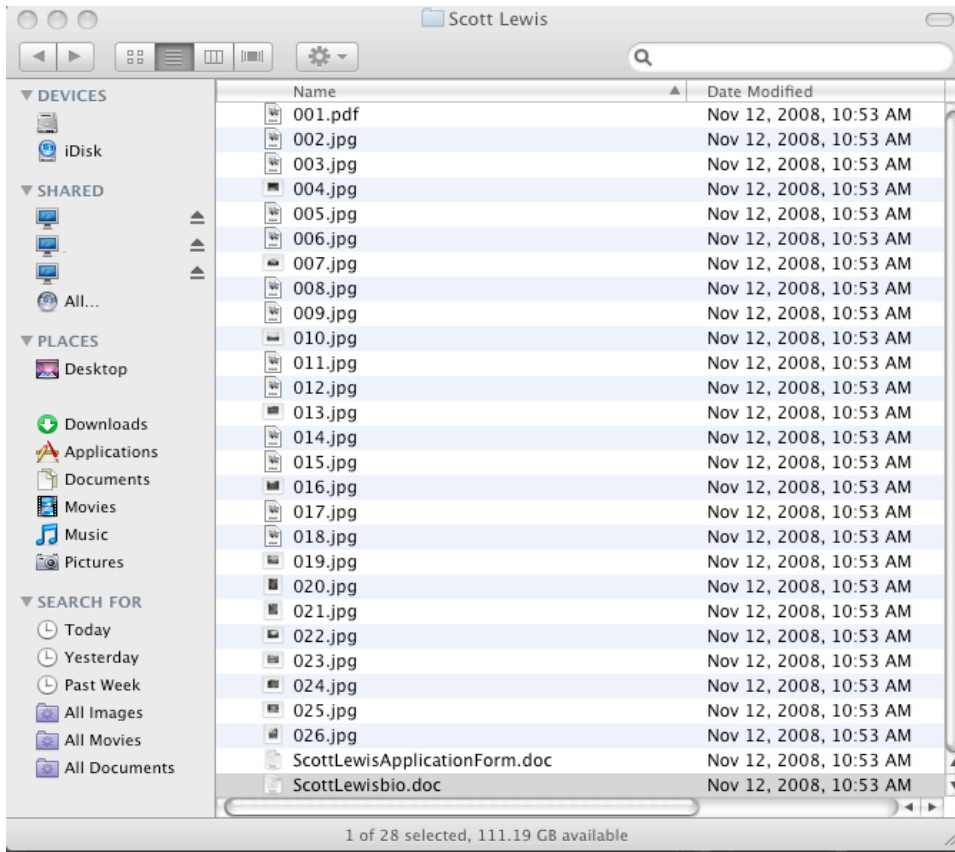 Scott Lewis
DEVICES
iDisk
SHARED
All...
PLACES
Desktop
Downloads
Applications
Documents
Movies
Music
Pictures
SEARCH FOR
Today
Yesterday
Past Week
All Images
All Movies
All Documents
Name Date Modified
001.pdf Nov 12, 2008, 10:53 AM
002.jpg Nov 12, 2008, 10:53 AM
003.jpg Nov 12, 2008, 10:53 AM
004.jpg Nov 12, 2008, 10:53 AM
005.jpg Nov 12, 2008, 10:53 AM
006.jpg Nov 12, 2008, 10:53 AM
007.jpg Nov 12, 2008, 10:53 AM
008.jpg Nov 12, 2008, 10:53 AM
009.jpg Nov 12, 2008, 10:53 AM
010.jpg Nov 12, 2008, 10:53 AM
011.jpg Nov 12, 2008, 10:53 AM
012.jpg Nov 12, 2008, 10:53 AM
013.jpg Nov 12, 2008, 10:53 AM
014.jpg Nov 12, 2008, 10:53 AM
015.jpg Nov 12, 2008, 10:53 AM
016.jpg Nov 12, 2008, 10:53 AM
017.jpg Nov 12, 2008, 10:53 AM
018.jpg Nov 12, 2008, 10:53 AM
019.jpg Nov 12, 2008, 10:53 AM
020.jpg Nov 12, 2008, 10:53 AM
021.jpg Nov 12, 2008, 10:53 AM
022.jpg Nov 12, 2008, 10:53 AM
023.jpg Nov 12, 2008, 10:53 AM
024.jpg Nov 12, 2008, 10:53 AM
025.jpg Nov 12, 2008, 10:53 AM
026.jpg Nov 12, 2008, 10:53 AM
ScottLewisApplicationForm.doc Nov 12, 2008, 10:53 AM
ScottLewisbio.doc Nov 12, 2008, 10:53 AM
1 of 28 selected, 111.19 GB available